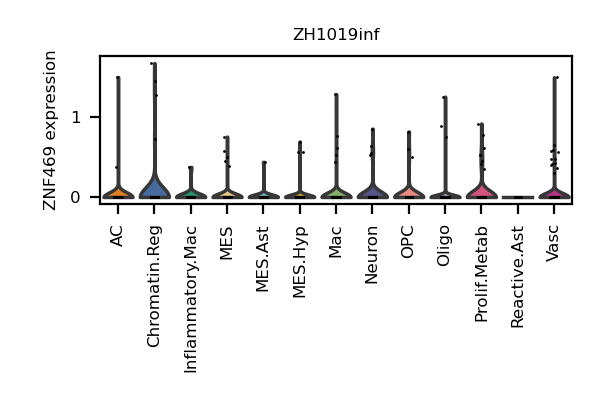 ZH1019inf
ZNF469 expression
1
0
AC
Chromatin.Reg
Inflammatory.Mac
MES
MES.Ast
MES.Hyp
Mac
Neuron
OPC
Oligo
Prolif.Metab
Reactive.Ast
Vasc